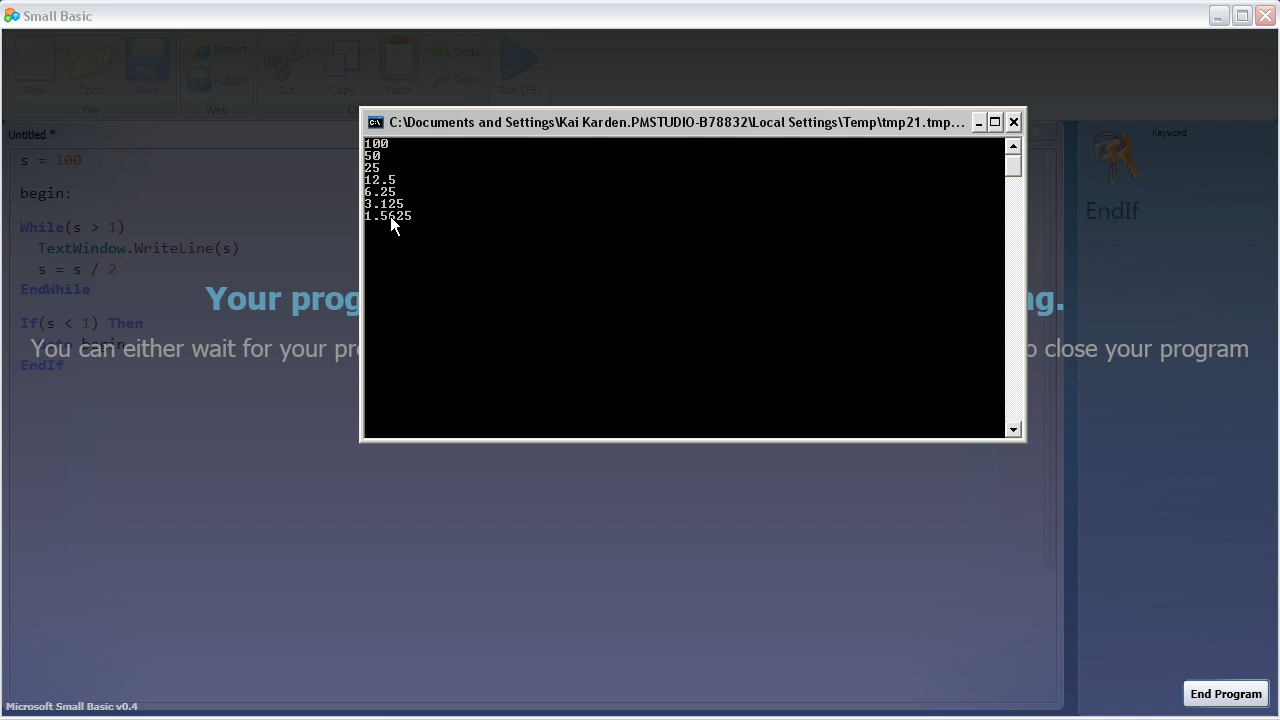 Small Basic
New
Open
Save
File
Import
Publish
Web
Cut
Copy
Paste
Undo
Redo
Run (F5)
Untitled *
s = 100
begin:
While(s > 1)
TextWindow.WriteLine(s)
s = s / 2
EndWhile
If(s < 1) Then
begin
EndIf
Your prog
ng.
You can either wait for your pr
o close your program
C:\Documents and Settings\Kai Karden.PMSTUDIO-B78832\Local Settings\Temp\tmp21.tmp...
100
50
25
12.5
6.25
3.125
1.5625
Keyword
EndIf
End Program
Microsoft Small Basic v0.4